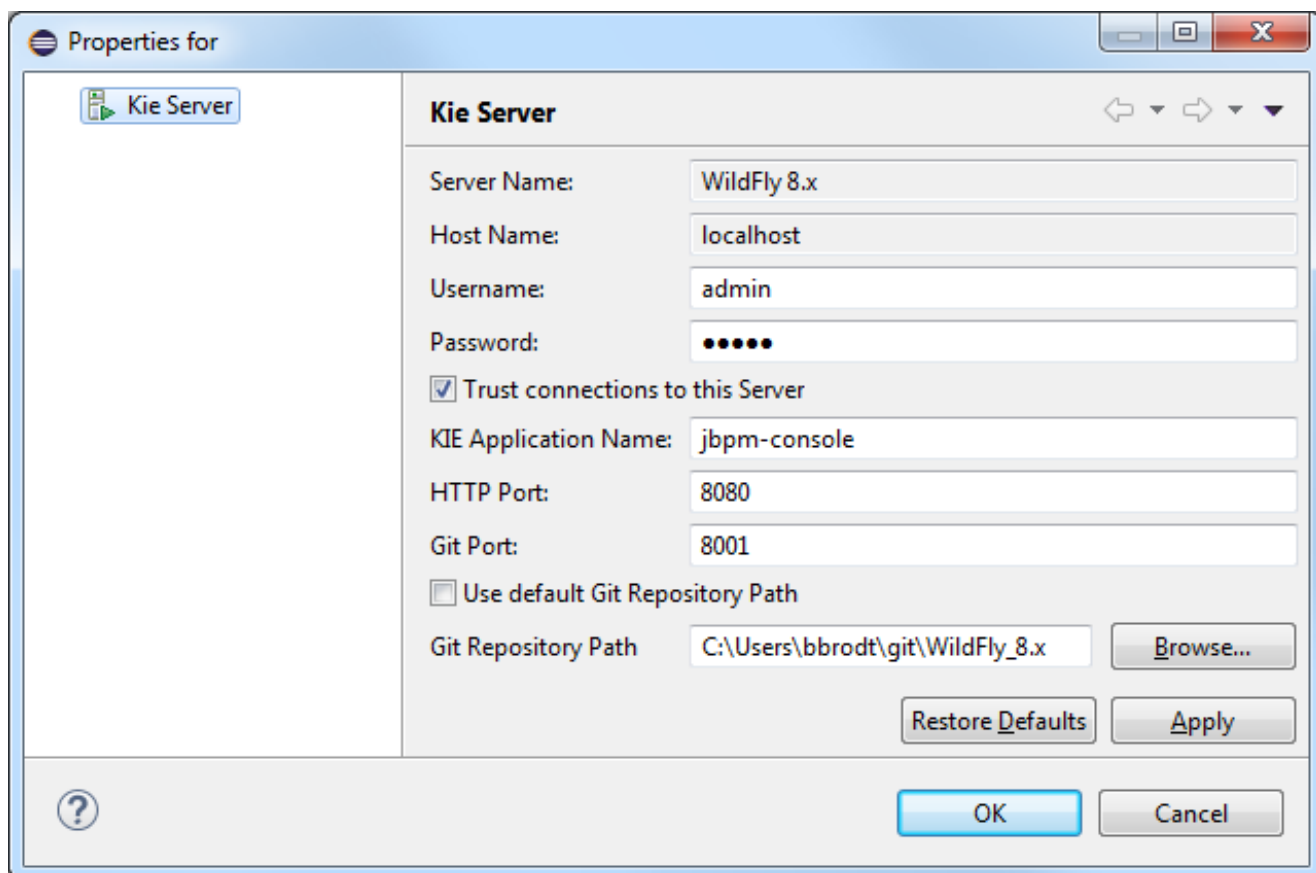 Properties for
Kie Server
Kie Server
Server Name: WildFly 8.x
Host Name: localhost
Username: admin
Password: •••••
Trust connections to this Server
KIE Application Name: jbpm-console
HTTP Port: 8080
Git Port: 8001
Use default Git Repository Path
Git Repository Path C:\Users\bbrodt\git\WildFly_8.x Browse...
Restore Defaults Apply
? OK Cancel